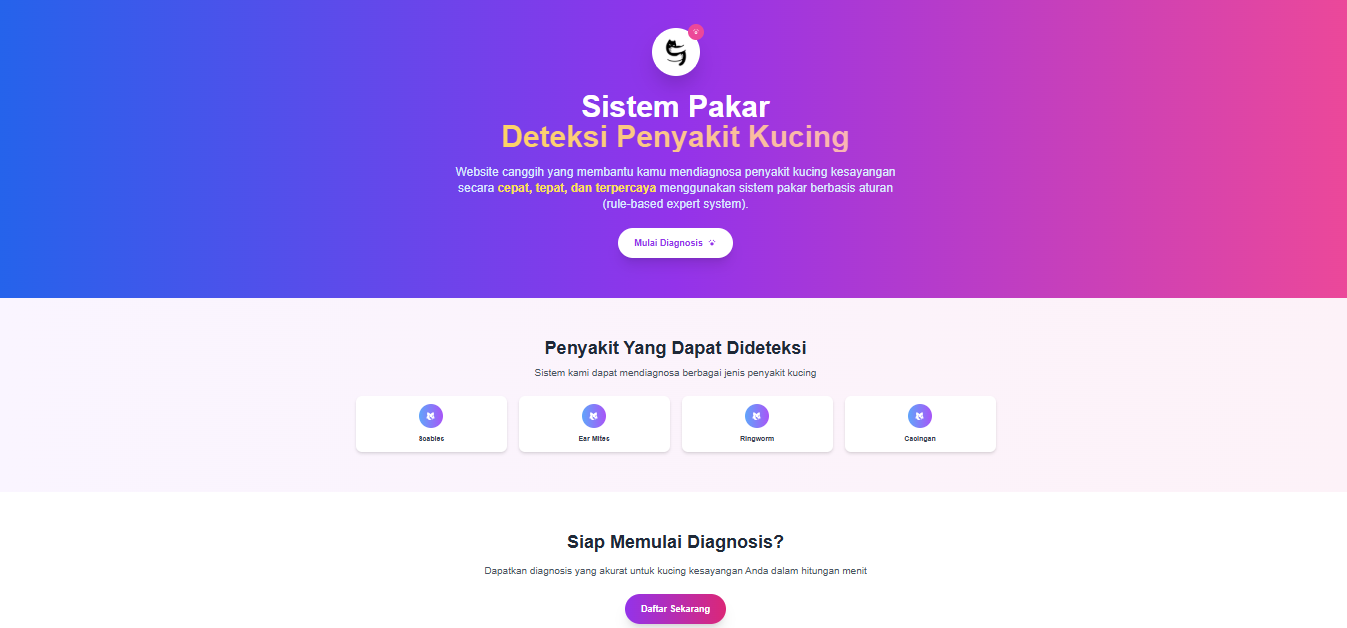 Sistem Pakar
Deteksi Penyakit Kucing
Website canggih yang membantu kamu mendiagnosa penyakit kucing kesayangan
secara cepat, tepat, dan terpercaya menggunakan sistem pakar berbasis aturan
(rule-based expert system).
Mulai Diagnosis
Penyakit Yang Dapat Dideteksi
Sistem kami dapat mendiagnosa berbagai jenis penyakit kucing
Scabies
Ear Mites
Ringworm
Cacingan
Siap Memulai Diagnosis?
Dapatkan diagnosis yang akurat untuk kucing kesayangan Anda dalam hitungan menit
Daftar Sekarang